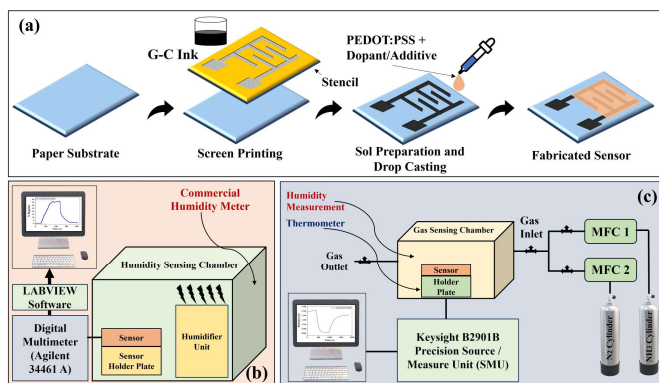 (a)
G-C Ink
PEDOT:PSS +
Dopant/Additive
Stencil
Paper Substrate
Screen Printing
Sol Preparation and
Drop Casting
Fabricated Sensor
Commercial
Humidity Meter
Humidity Sensing Chamber
LABVIEW
Software
Digital
Multimeter
(Agilent
34461 A)
Sensor
Sensor
Holder Plate
Humidifier
Unit
(b)
(c)
Humidity
Measurement
Thermometer
Gas Sensing Chamber
Gas
Inlet
MFC 1
MFC 2
Gas
Outlet
Sensor
Holder
Plate
Keysight B2901B
Precision Source /
Measure Unit (SMU)
N2 Cylinder
NH3 Cylinder